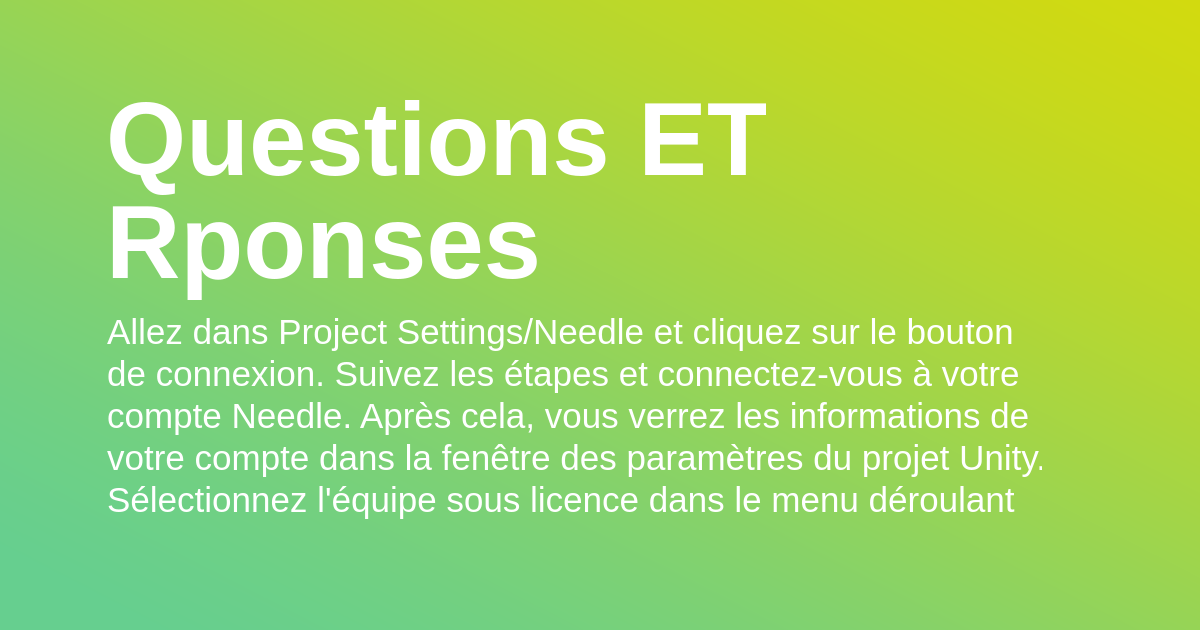 Questions ET
Rponses
Allez dans Project Settings/Needle et cliquez sur le bouton
de connexion. Suivez les étapes et connectez-vous à votre
compte Needle. Après cela, vous verrez les informations de
votre compte dans la fenêtre des paramètres du projet Unity.
Sélectionnez l'équipe sous licence dans le menu déroulant